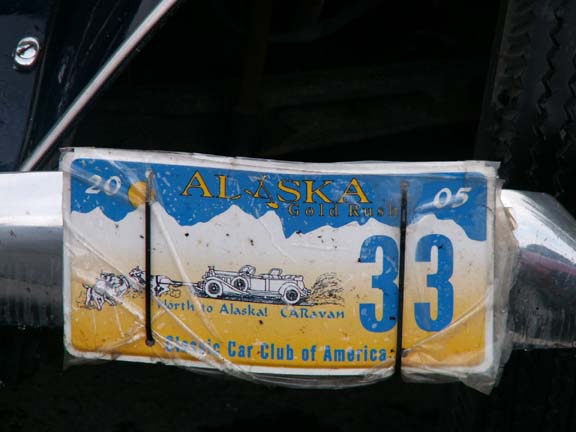 20 ALASKA 05
Gold Rush
33
North to Alaska! CARavan
Classic Car Club of America